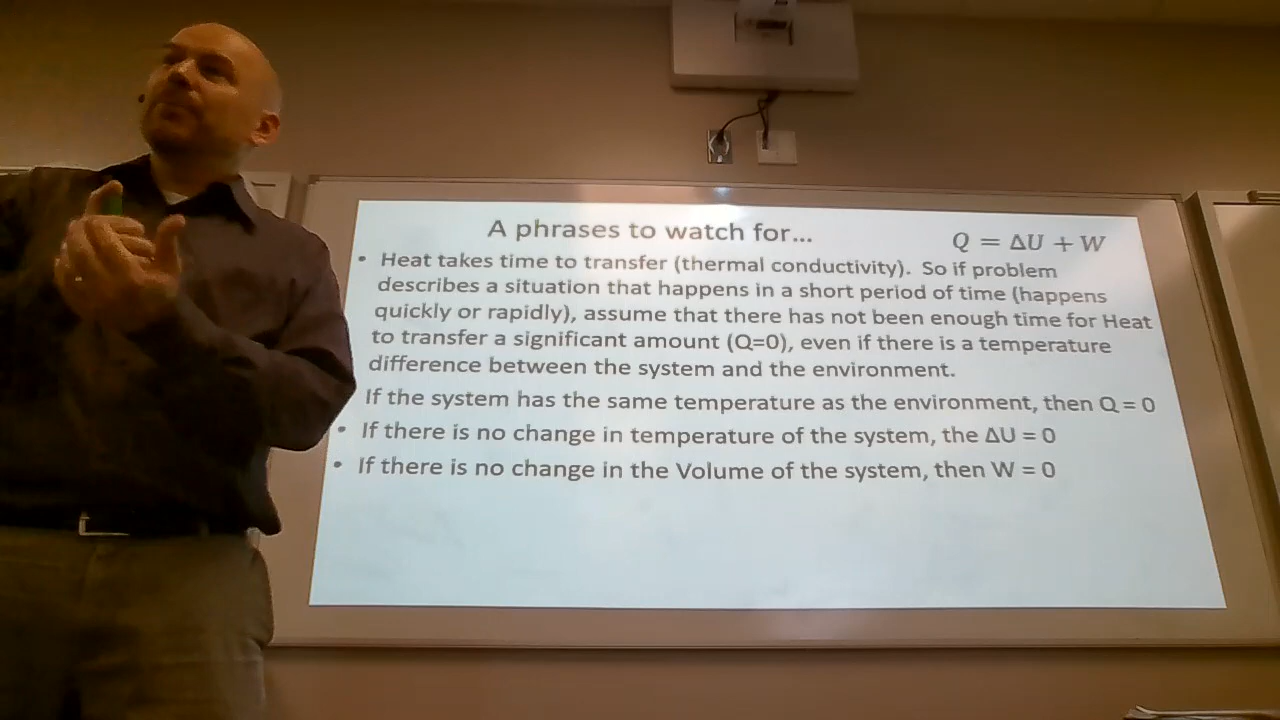 A phrases to watch for...
Q = ΔU + W
• Heat takes time to transfer (thermal conductivity). So if problem
describes a situation that happens in a short period of time (happens
quickly or rapidly), assume that there has not been enough time for Heat
to transfer a significant amount (Q=0), even if there is a temperature
difference between the system and the environment.
If the system has the same temperature as the environment, then Q = 0
• If there is no change in temperature of the system, the ΔU = 0
• If there is no change in the Volume of the system, then W = 0